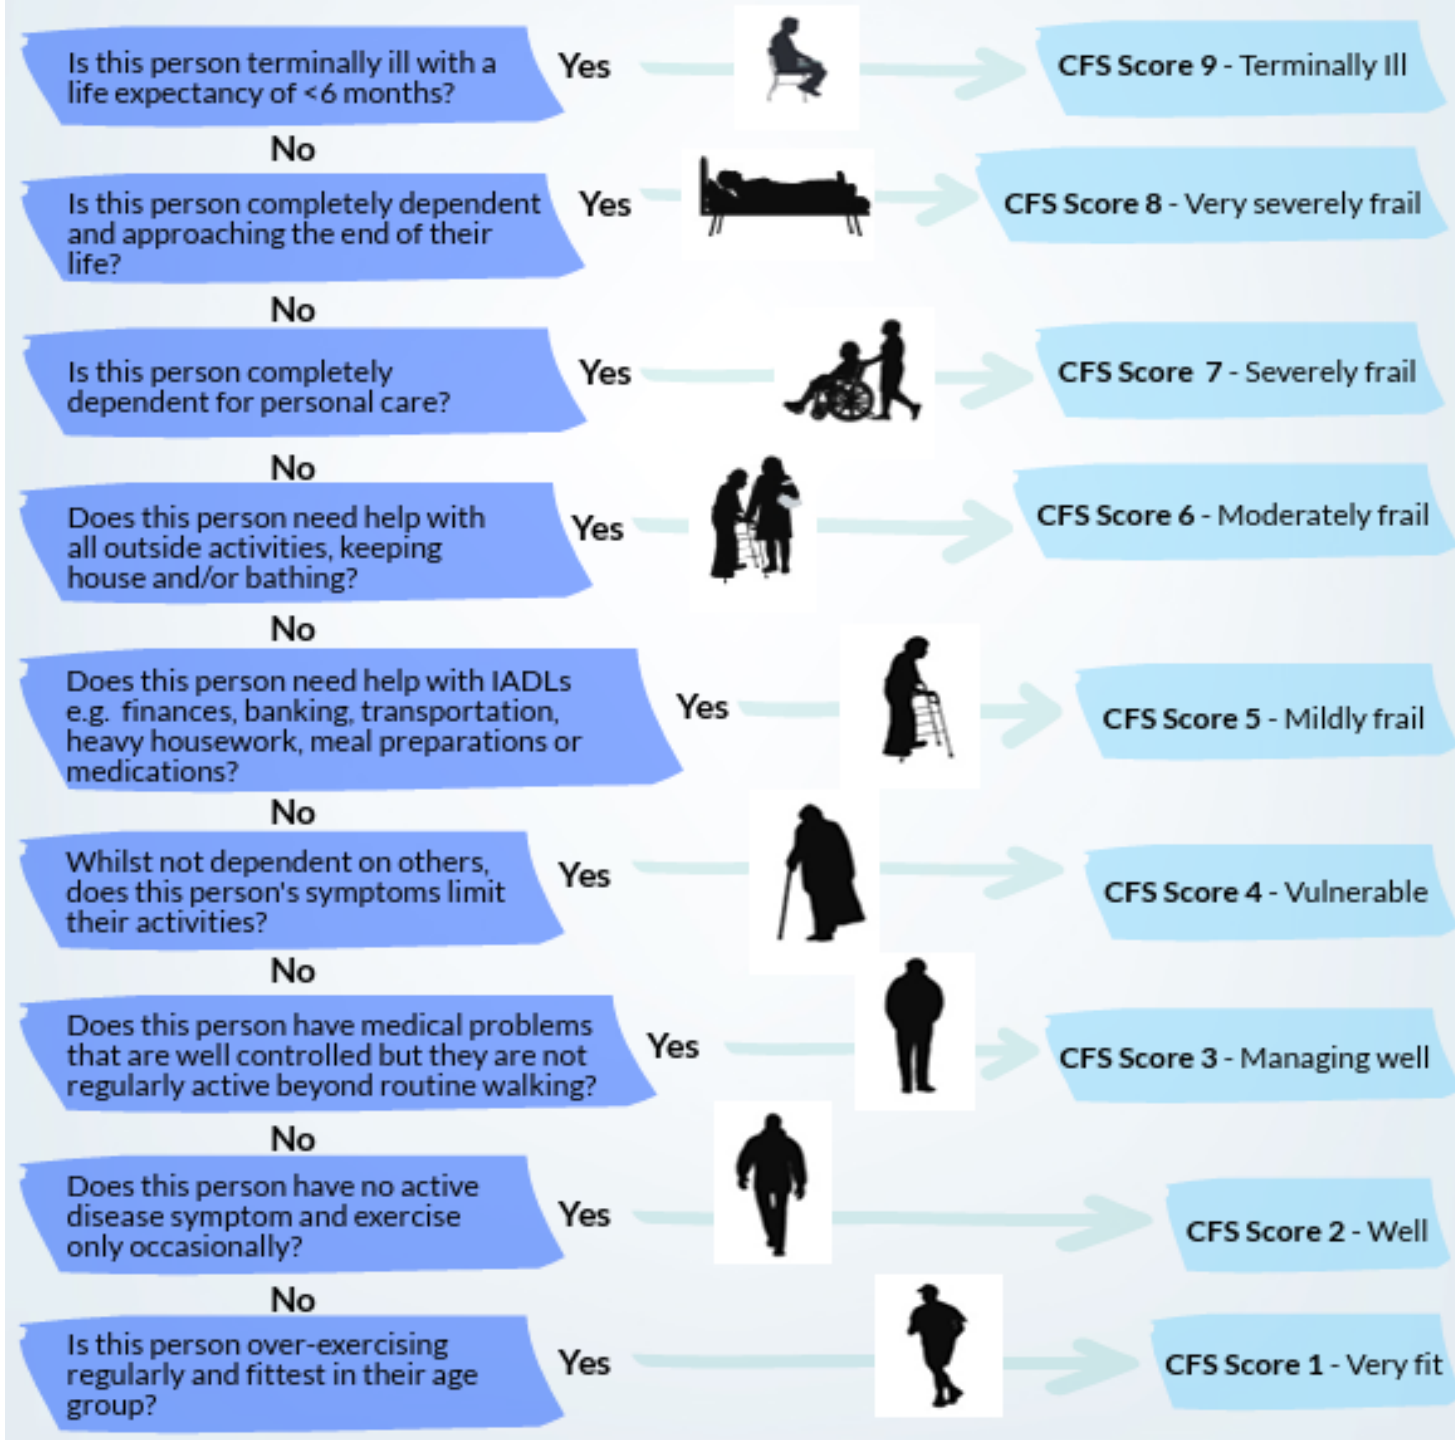 Is this person terminally ill with a
life expectancy of <6 months?
Yes
CFS Score 9 - Terminally Ill
No
Is this person completely dependent
and approaching the end of their
life?
Yes
CFS Score 8 - Very severely frail
No
Is this person completely
dependent for personal care?
Yes
CFS Score  7 - Severely frail
No
Does this person need help with
all outside activities, keeping
house and/or bathing?
Yes
CFS Score 6 - Moderately frail
No
Does this person need help with IADLs
e.g.  finances, banking, transportation,
heavy housework, meal preparations or
medications?
Yes
CFS Score 5 - Mildly frail
No
Whilst not dependent on others,
does this person's symptoms limit
their activities?
Yes
CFS Score 4 - Vulnerable
No
Does this person have medical problems
that are well controlled but they are not
regularly active beyond routine walking?
Yes
CFS Score 3 - Managing well
No
Does this person have no active
disease symptom and exercise
only occasionally?
Yes
CFS Score 2 - Well
No
Is this person over-exercising
regularly and fittest in their age
group?
Yes
CFS Score 1 - Very fit